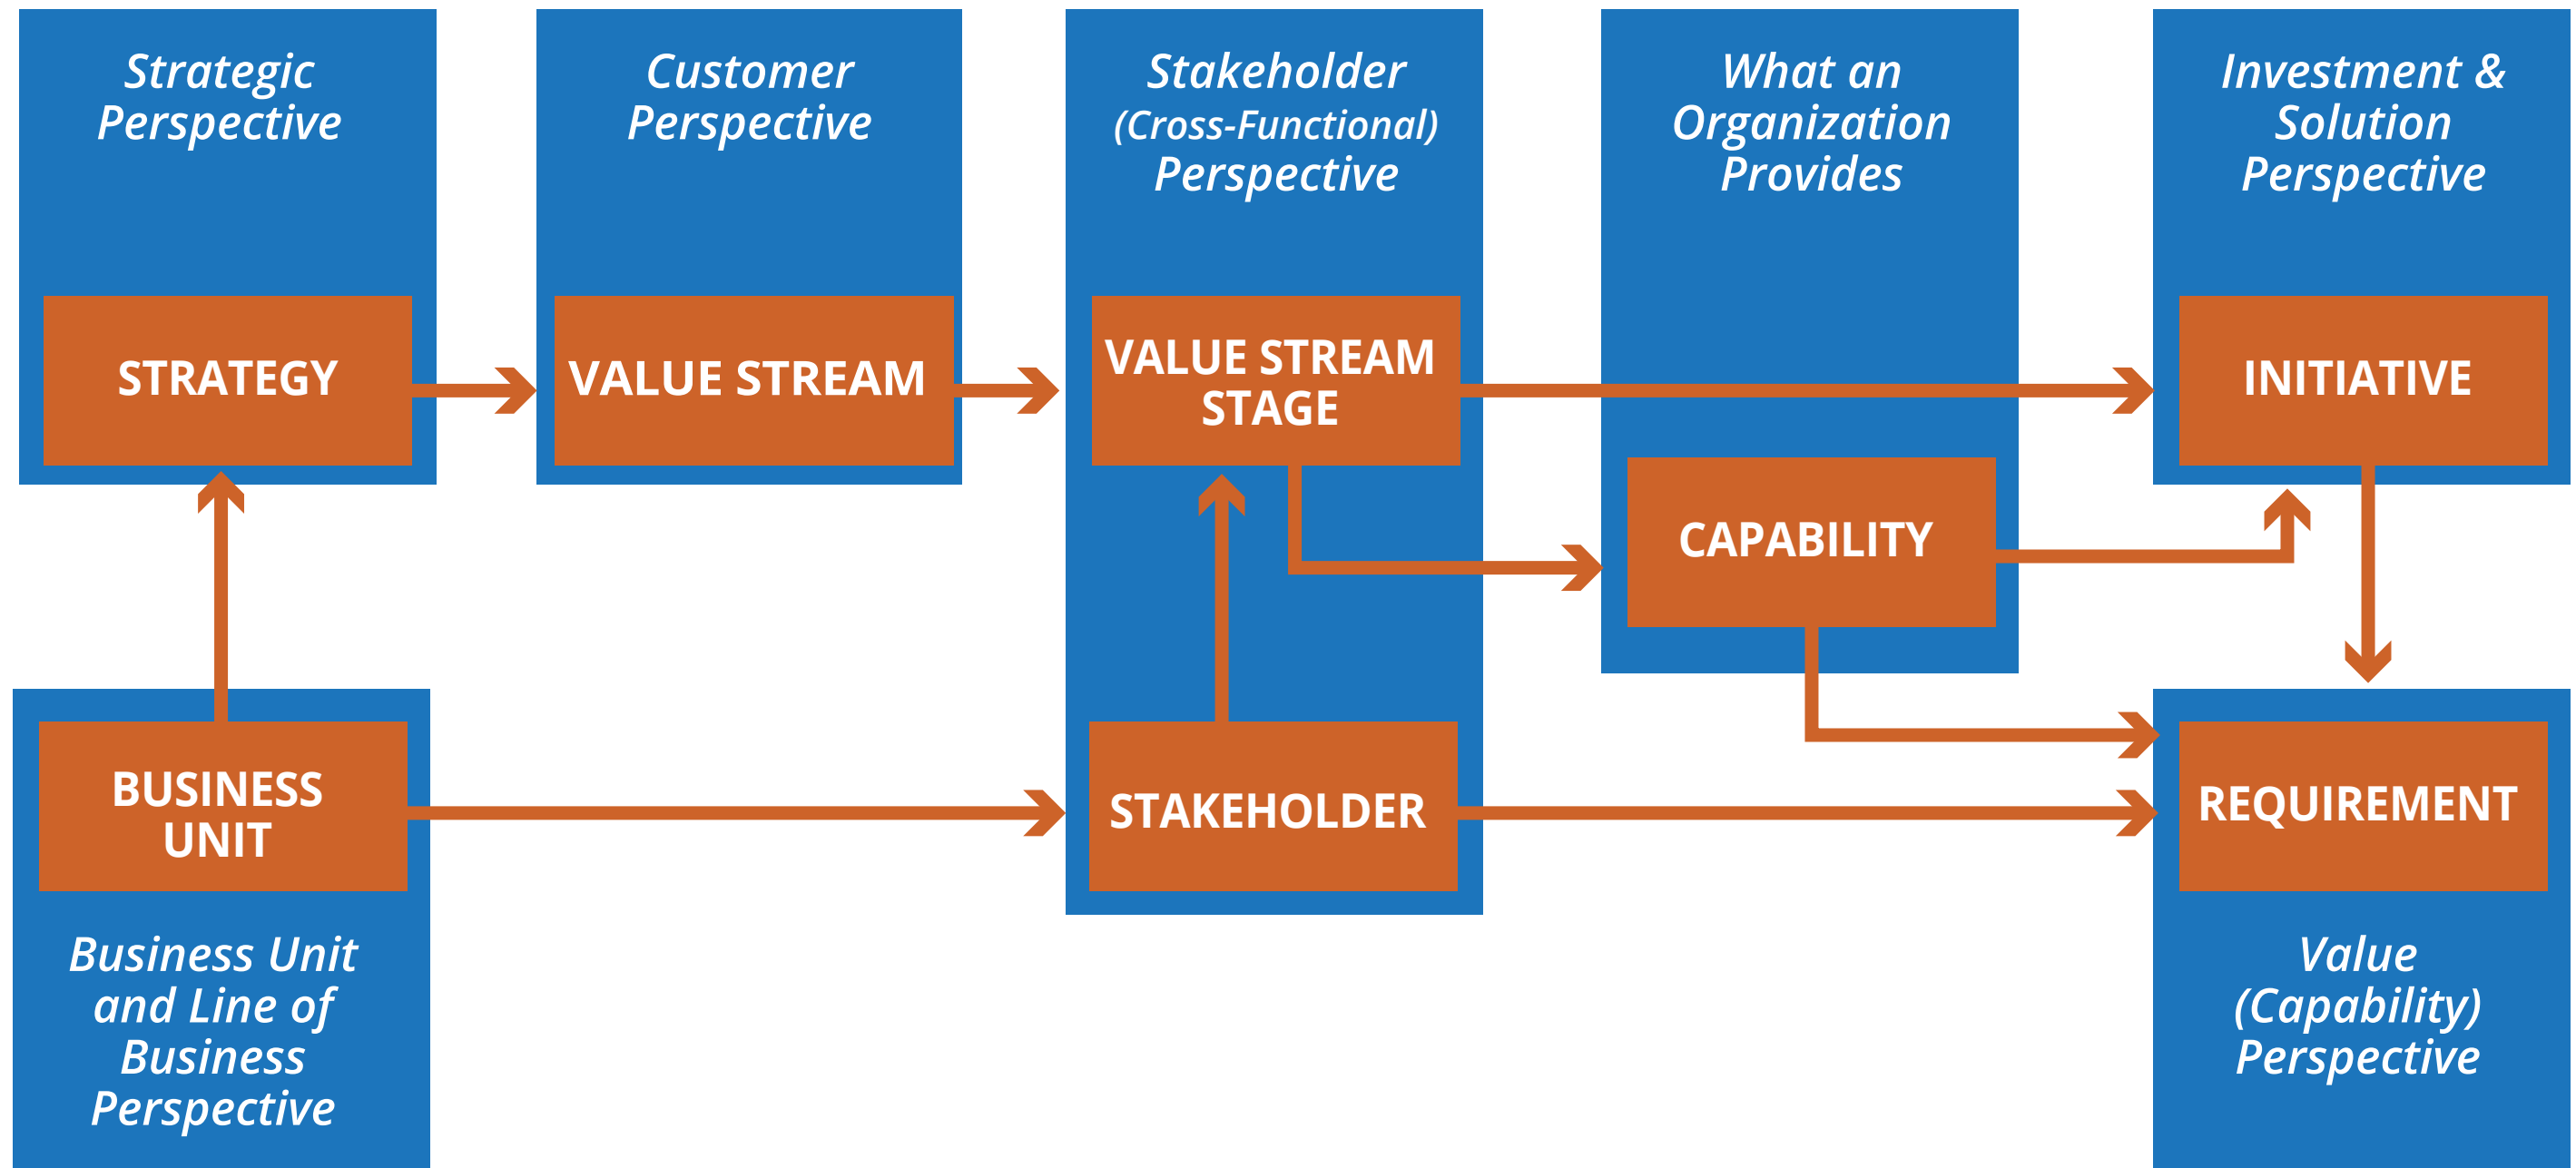 Strategic
Perspective
STRATEGY
Customer
Perspective
VALUE STREAM
Stakeholder
(Cross-Functional)
Perspective
VALUE STREAM
STAGE
What an
Organization
Provides
CAPABILITY
Investment &
Solution
Perspective
INITIATIVE
BUSINESS
UNIT
Business Unit
and Line of
Business
Perspective
STAKEHOLDER
REQUIREMENT
Value
(Capability)
Perspective